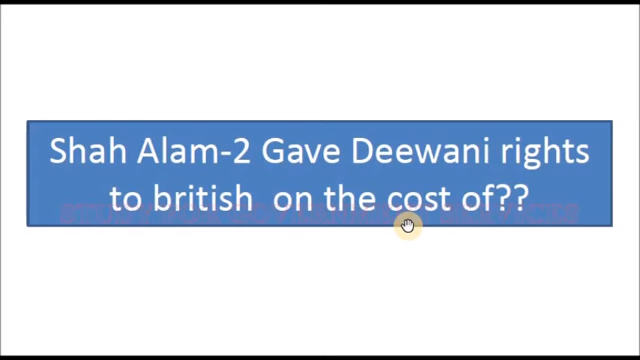 Shah Alam-2 Gave Deewani rights
to british on the cost of??